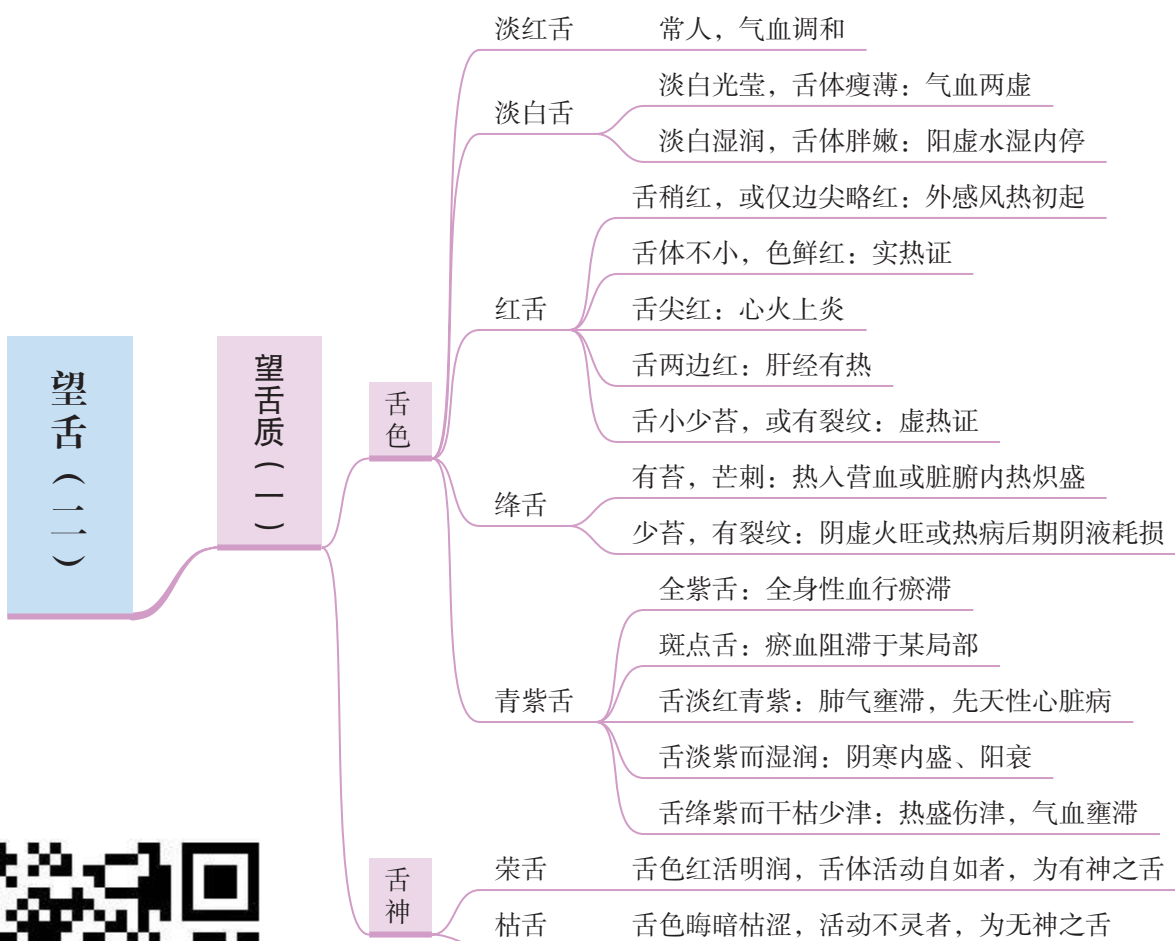 望舌（二）
望舌质（一）
舌色
淡红舌 常人，气血调和
淡白舌
淡白光莹，舌体瘦薄：气血两虚
淡白湿润，舌体胖嫩：阳虚水湿内停
红舌
舌稍红，或仅边尖略红：外感风热初起
舌体不小，色鲜红：实热证
舌尖红：心火上炎
舌两边红：肝经有热
舌小少苔，或有裂纹：虚热证
绛舌
有苔，芒刺：热入营血或脏腑内热炽盛
少苔，有裂纹：阴虚火旺或热病后期阴液耗损
青紫舌
全紫舌：全身性血行瘀滞
斑点舌：瘀血阻滞于某局部
舌淡红青紫：肺气壅滞，先天性心脏病
舌淡紫而湿润：阴寒内盛、阳衰
舌绛紫而干枯少津：热盛伤津，气血壅滞
舌神
荣舌 舌色红活明润，舌体活动自如者，为有神之舌
枯舌 舌色晦暗枯涩，活动不灵者，为无神之舌